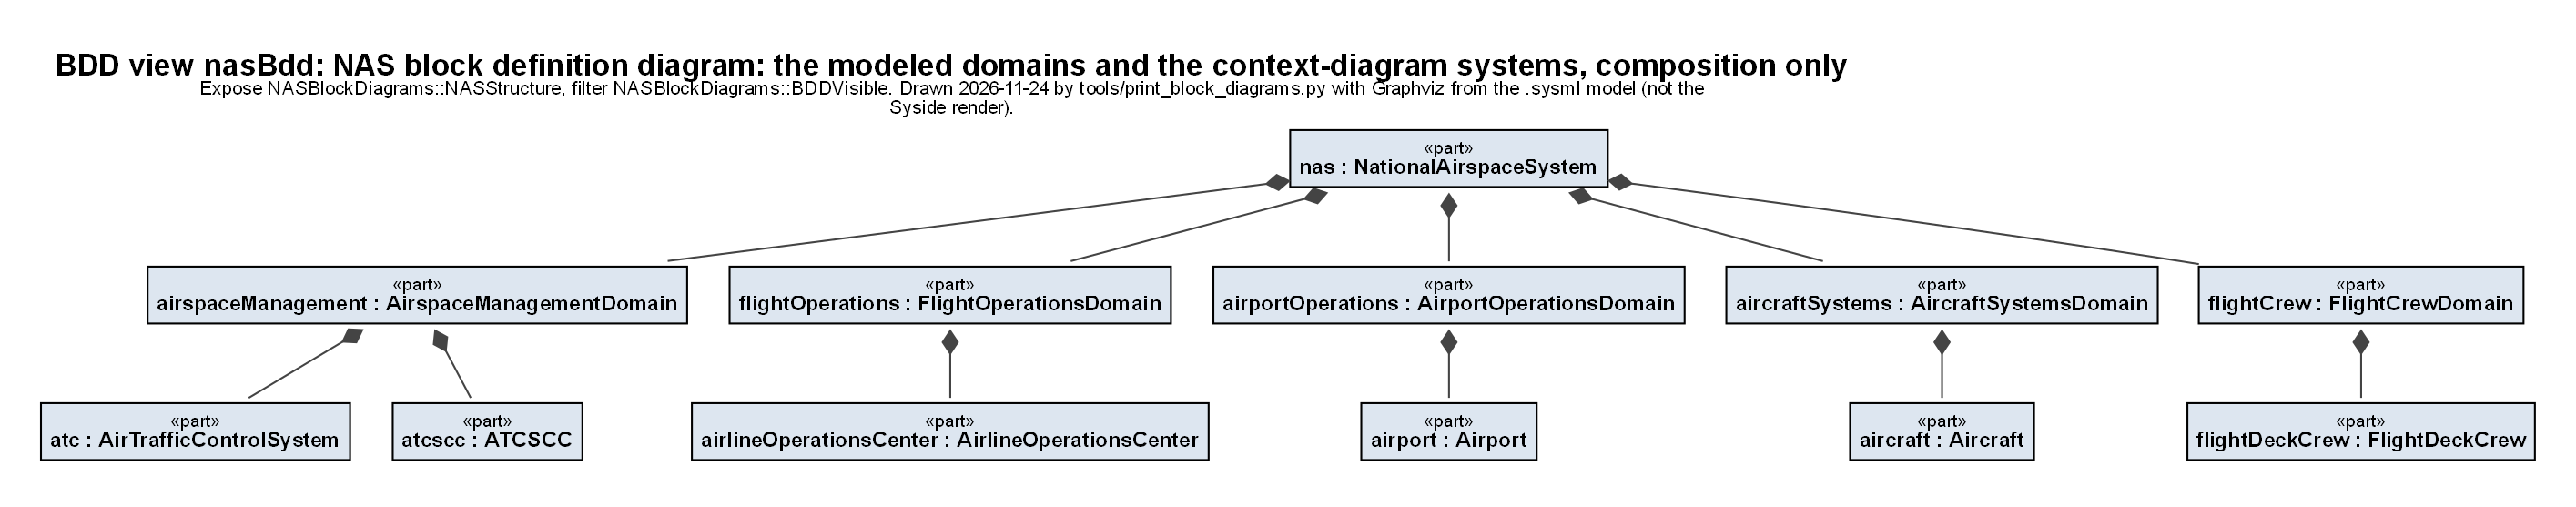 BDD view nasBdd: NAS block definition diagram: the modeled domains and the context-diagram systems, composition only
Expose NASBlockDiagrams::NASStructure, filter NASBlockDiagrams::BDDVisible. Drawn 2026-11-24 by tools/print_block_diagrams.py with Graphviz from the .sysml model (not the
Syside render).
«part»
nas : NationalAirspaceSystem
«part»
airspaceManagement : AirspaceManagementDomain
«part»
flightOperations : FlightOperationsDomain
«part»
airportOperations : AirportOperationsDomain
«part»
aircraftSystems : AircraftSystemsDomain
«part»
flightCrew : FlightCrewDomain
«part»
atc : AirTrafficControlSystem
«part»
atcscc : ATCSCC
«part»
airlineOperationsCenter : AirlineOperationsCenter
«part»
airport : Airport
«part»
aircraft : Aircraft
«part»
flightDeckCrew : FlightDeckCrew